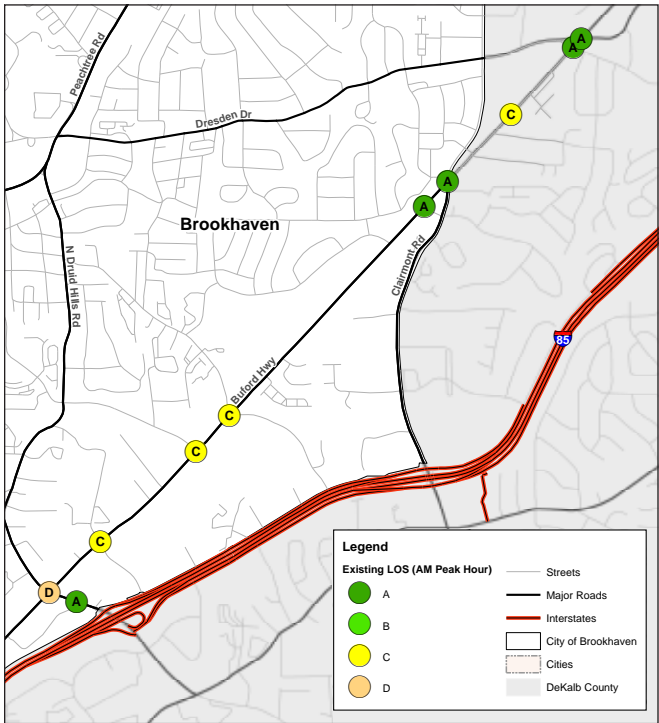 A
A
Peachtree Rd
C
Dresden Dr
A
A
Brookhaven
Clairmont Rd
N Druid Hills Rd
85
Buford Hwy
C
C
C
D
A
Legend
Existing LOS (AM Peak Hour)
A
B
C
D
Streets
Major Roads
Interstates
City of Brookhaven
Cities
DeKalb County